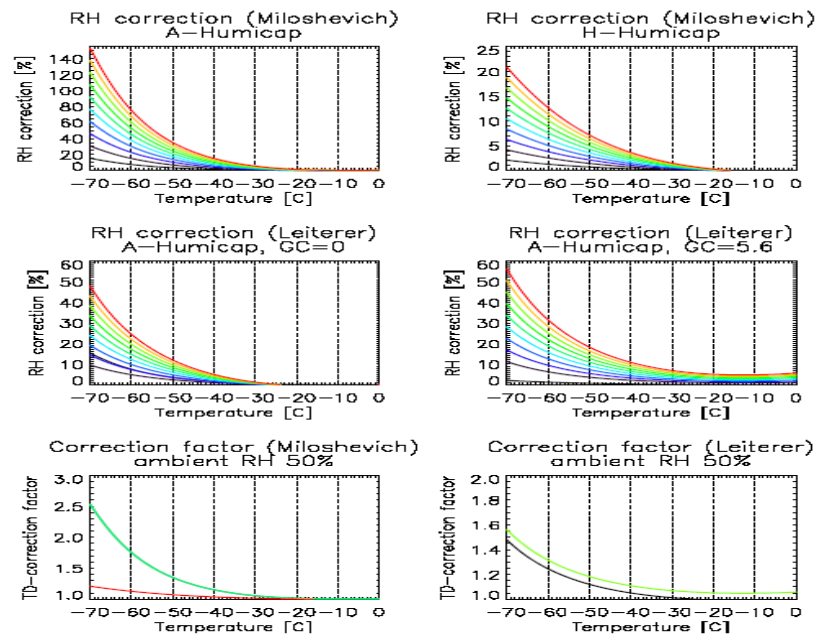 RH correction (Miloshevich)
A-Humicap
RH correction [%]
140
120
100
80
60
40
20
0
-70 -60 -50 -40 -30 -20 -10 0
Temperature [C]
RH correction (Miloshevich)
H-Humicap
RH correction [%]
25
20
15
10
5
0
-70 -60 -50 -40 -30 -20 -10 0
Temperature [C]
RH correction (Leiterer)
A-Humicap, GC=0
RH correction [%]
60
50
40
30
20
10
0
-70 -60 -50 -40 -30 -20 -10 0
Temperature [C]
RH correction (Leiterer)
A-Humicap, GC=5.6
RH correction [%]
60
50
40
30
20
10
0
-70 -60 -50 -40 -30 -20 -10 0
Temperature [C]
Correction factor (Miloshevich)
ambient RH 50%
TD-correction factor
3.0
2.5
2.0
1.5
1.0
-70 -60 -50 -40 -30 -20 -10 0
Temperature [C]
Correction factor (Leiterer)
ambient RH 50%
TD-correction factor
2.0
1.8
1.6
1.4
1.2
1.0
-70 -60 -50 -40 -30 -20 -10 0
Temperature [C]